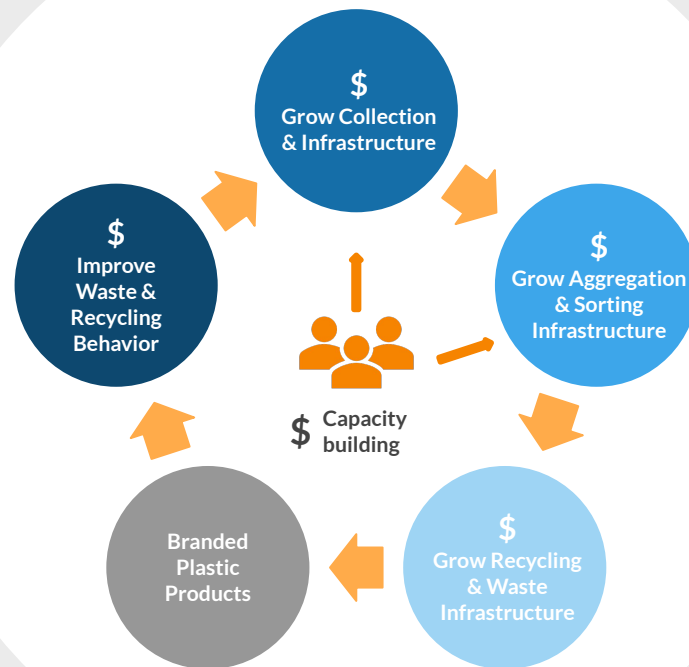 $
Grow Collection
& Infrastructure
$
Grow Aggregation
& Sorting
Infrastructure
$
Grow Recycling
& Waste
Infrastructure
Branded
Plastic
Products
$
Improve
Waste &
Recycling
Behavior
$ Capacity
building